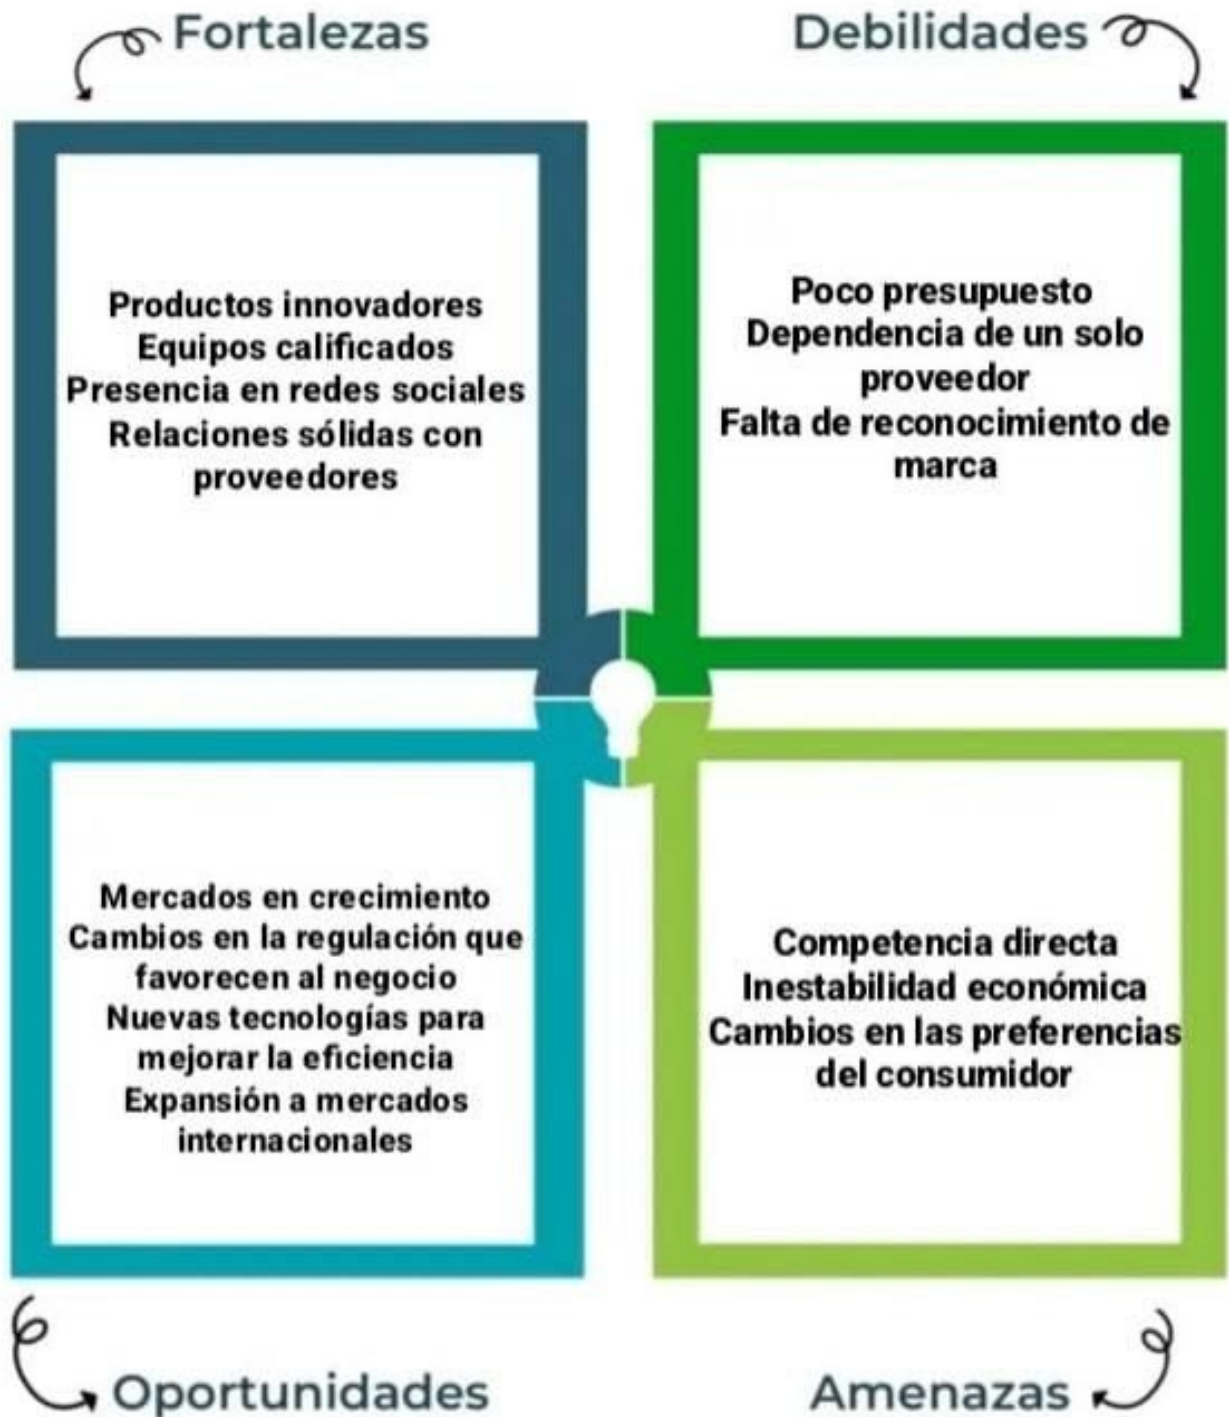 Fortalezas
Productos innovadores
Equipos calificados
Presencia en redes sociales
Relaciones sólidas con
proveedores
Debilidades
Poco presupuesto
Dependencia de un solo
proveedor
Falta de reconocimiento de
marca
Mercados en crecimiento
Cambios en la regulación que
favorecen al negocio
Nuevas tecnologías para
mejorar la eficiencia
Expansión a mercados
internacionales
Oportunidades
Competencia directa
Inestabilidad económica
Cambios en las preferencias
del consumidor
Amenazas